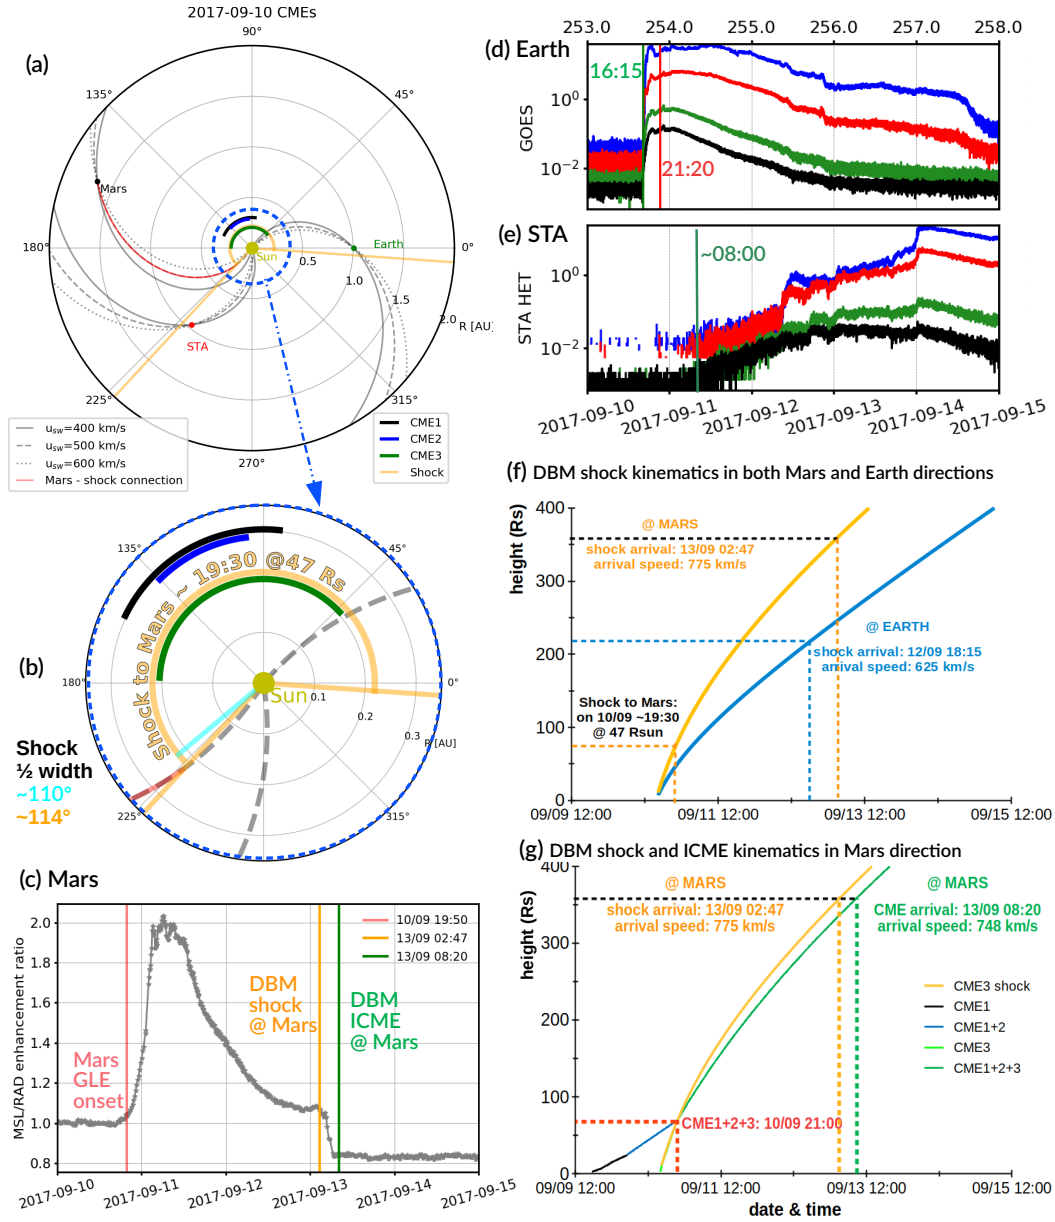 2017-09-10 CMEs
(a)
90°
135°
45°
Mars
180°
Earth
0°
Sun
0.5
1.0
1.5
2.0
R [AU]
STA
225°
315°
270°
u_sw=400 km/s
u_sw=500 km/s
u_sw=600 km/s
Mars - shock connection
CME1
CME2
CME3
Shock
(b)
135°
45°
Shock to Mars ~ 19:30 @47 Rs
180°
Sun
0°
0.1
0.2
0.3
R [AU]
Shock
½ width
~110°
~114°
225°
315°
(c) Mars
MSL/RAD enhancement ratio
2.0
1.8
1.6
1.4
1.2
1.0
0.8
10/09 19:50
13/09 02:47
13/09 08:20
Mars
GLE
onset
DBM
shock
@ Mars
DBM
ICME
@ Mars
2017-09-10
2017-09-11
2017-09-12
2017-09-13
2017-09-14
2017-09-15
253.0
254.0
255.0
256.0
257.0
258.0
(d) Earth
16:15
21:20
GOES
10⁰
10⁻²
(e) STA
~08:00
STA HET
10⁰
10⁻²
2017-09-10
2017-09-11
2017-09-12
2017-09-13
2017-09-14
2017-09-15
(f) DBM shock kinematics in both Mars and Earth directions
height (Rs)
400
300
200
100
0
@ MARS
shock arrival: 13/09 02:47
arrival speed: 775 km/s
@ EARTH
shock arrival: 12/09 18:15
arrival speed: 625 km/s
Shock to Mars:
on 10/09 ~19:30
@ 47 Rsun
09/09 12:00
09/11 12:00
09/13 12:00
09/15 12:00
(g) DBM shock and ICME kinematics in Mars direction
height (Rs)
400
300
200
100
0
@ MARS
shock arrival: 13/09 02:47
arrival speed: 775 km/s
@ MARS
CME arrival: 13/09 08:20
arrival speed: 748 km/s
CME3 shock
CME1
CME1+2
CME3
CME1+2+3
CME1+2+3: 10/09 21:00
09/09 12:00
09/11 12:00
09/13 12:00
09/15 12:00
date & time